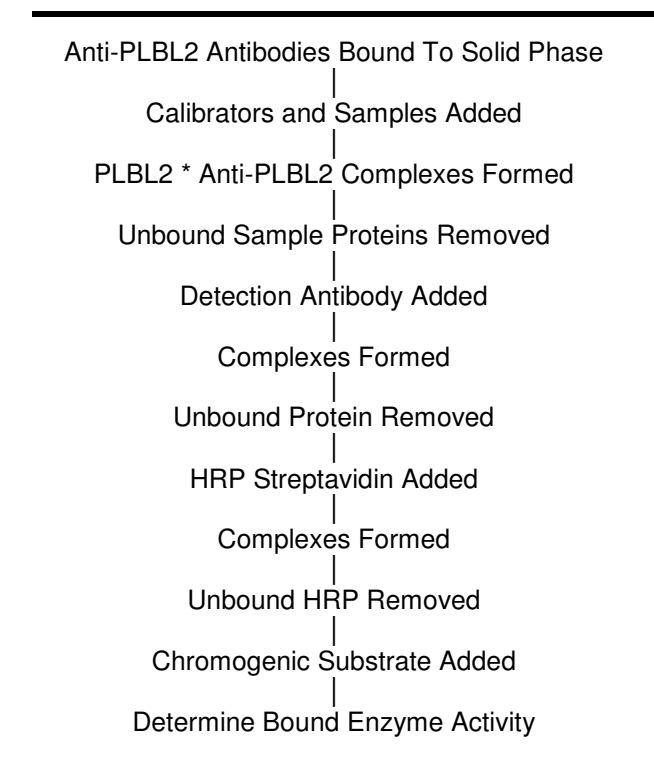 Anti-PLBL2 Antibodies Bound To Solid Phase
Calibrators and Samples Added
PLBL2 * Anti-PLBL2 Complexes Formed
Unbound Sample Proteins Removed
Detection Antibody Added
Complexes Formed
Unbound Protein Removed
HRP Streptavidin Added
Complexes Formed
Unbound HRP Removed
Chromogenic Substrate Added
Determine Bound Enzyme Activity